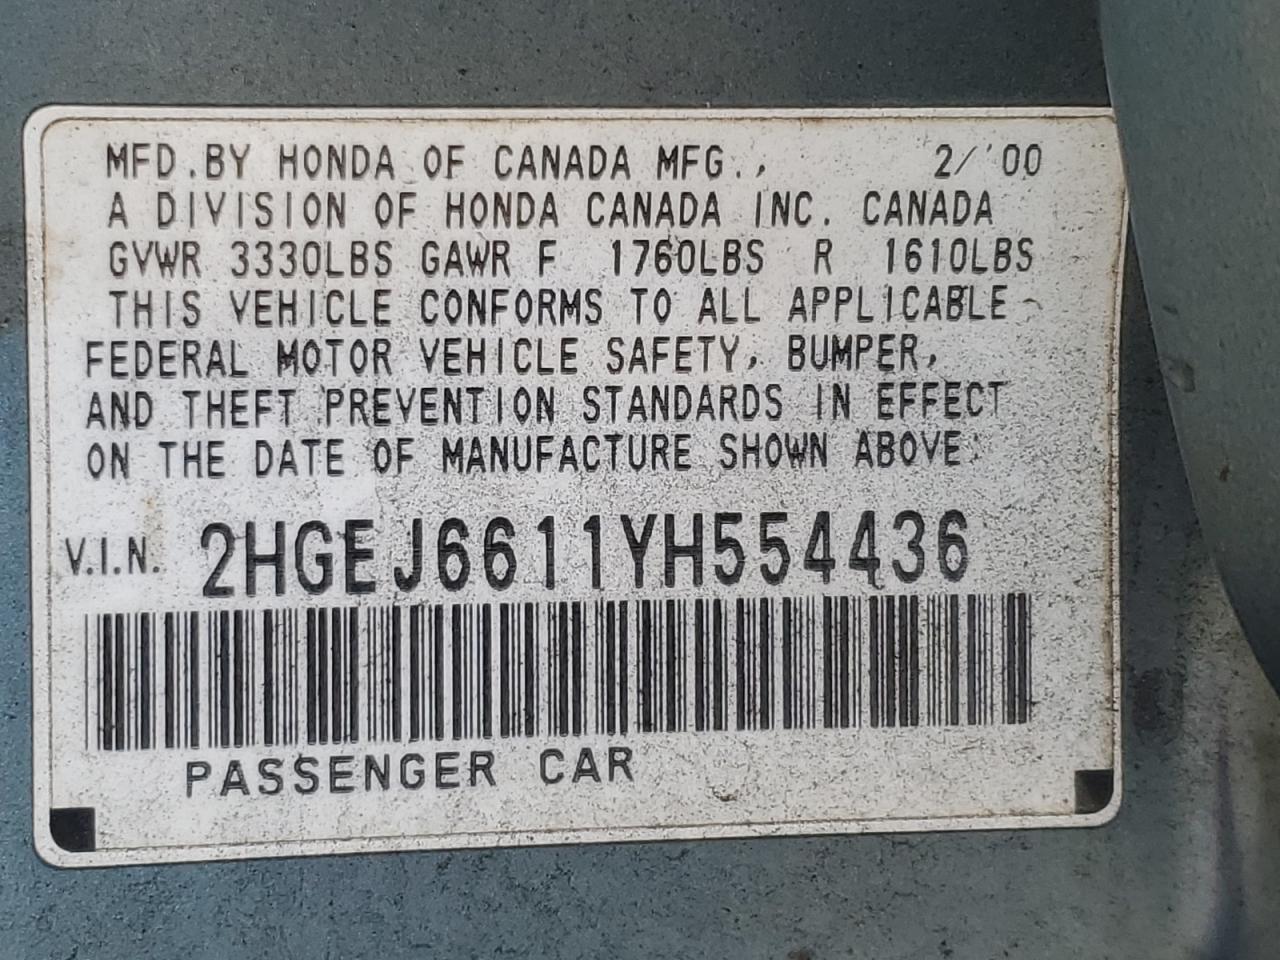 MFD.BY HONDA OF CANADA MFG., 2/'00
A DIVISION OF HONDA CANADA INC. CANADA
GVWR 3330LBS GAWR F 1760LBS R 1610LBS
THIS VEHICLE CONFORMS TO ALL APPLICABLE
FEDERAL MOTOR VEHICLE SAFETY, BUMPER,
AND THEFT PREVENTION STANDARDS IN EFFECT
ON THE DATE OF MANUFACTURE SHOWN ABOVE.
V.I.N. 2HGEJ6611YH554436
PASSENGER CAR